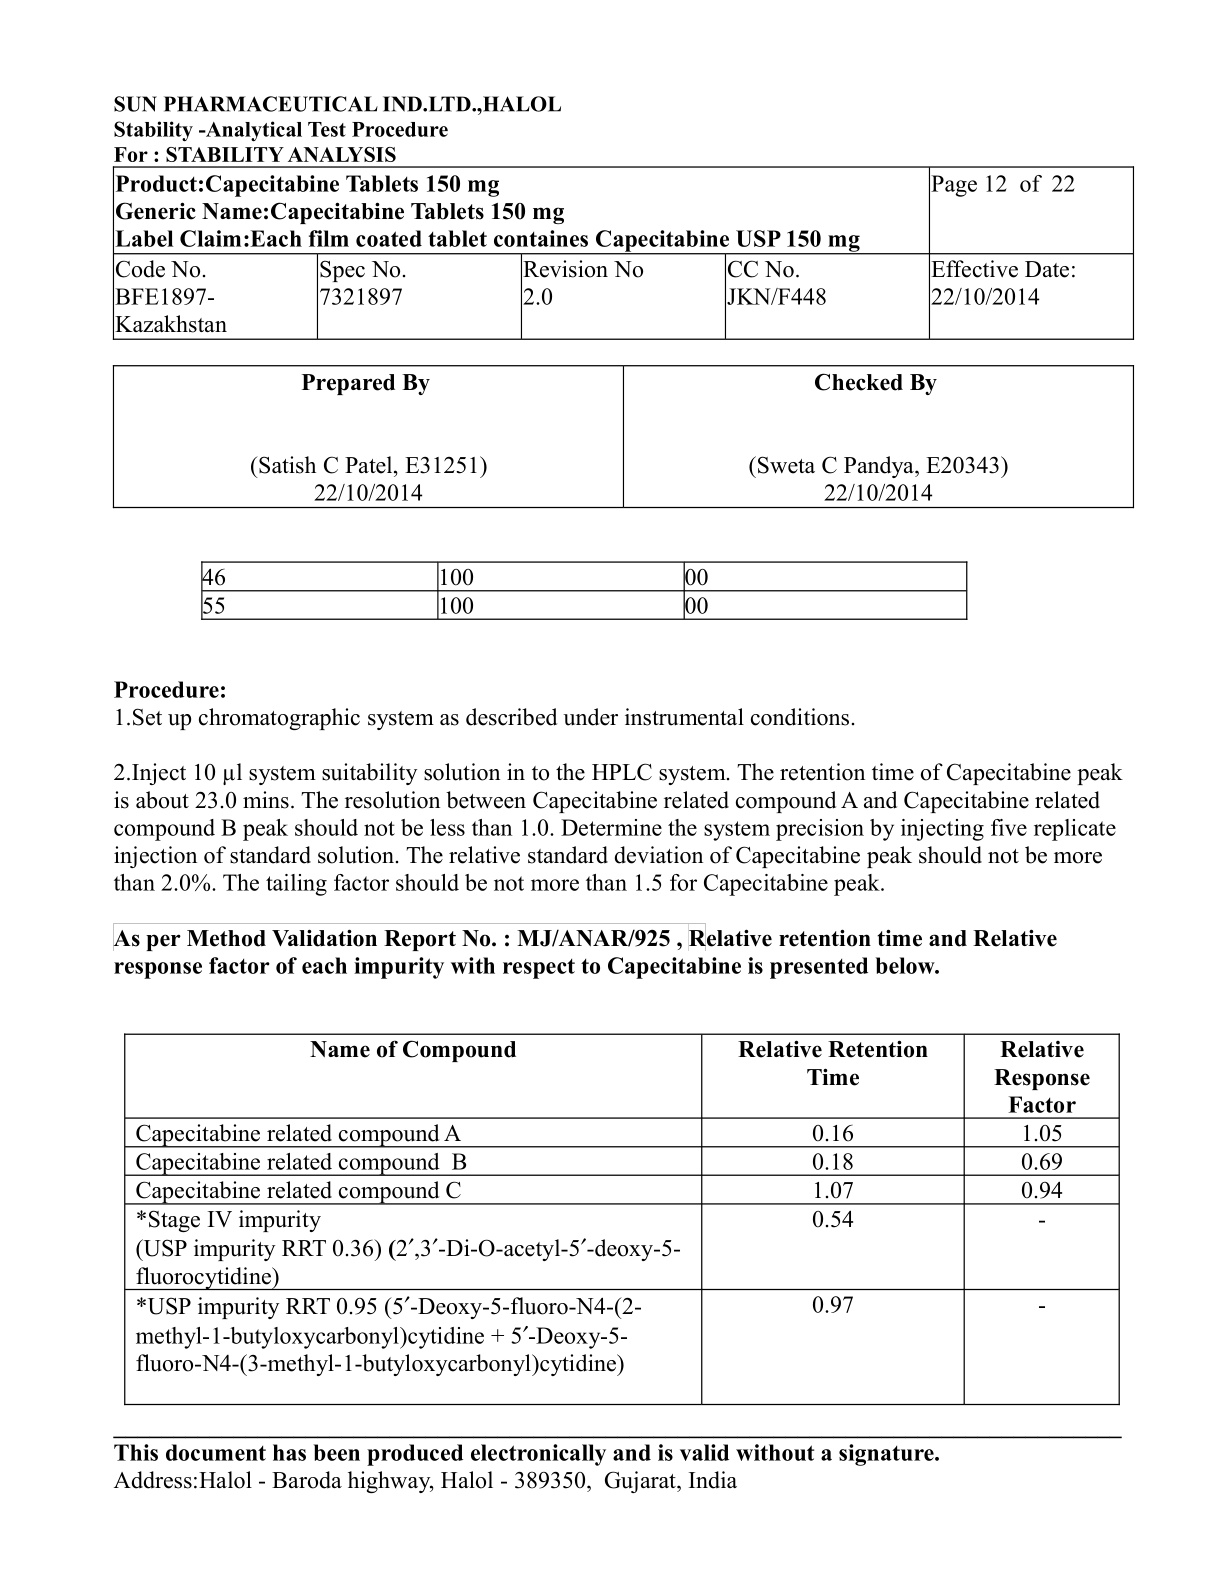 SUN PHARMACEUTICAL IND.LTD.,HALOL
Stability -Analytical Test Procedure
For : STABILITY ANALYSIS
Product:Capecitabine Tablets 150 mg
Generic Name:Capecitabine Tablets 150 mg
Label Claim:Each film coated tablet containes Capecitabine USP 150 mg
Page 12 of 22
Code No.
BFE1897-
Kazakhstan
Spec No.
7321897
Revision No
2.0
CC No.
JKN/F448
Effective Date:
22/10/2014
Prepared By
(Satish C Patel, E31251)
22/10/2014
Checked By
(Sweta C Pandya, E20343)
22/10/2014
46 100 00
55 100 00
Procedure:
1.Set up chromatographic system as described under instrumental conditions.
2.Inject 10 µl system suitability solution in to the HPLC system. The retention time of Capecitabine peak
is about 23.0 mins. The resolution between Capecitabine related compound A and Capecitabine related
compound B peak should not be less than 1.0. Determine the system precision by injecting five replicate
injection of standard solution. The relative standard deviation of Capecitabine peak should not be more
than 2.0%. The tailing factor should be not more than 1.5 for Capecitabine peak.
As per Method Validation Report No. : MJ/ANAR/925 , Relative retention time and Relative
response factor of each impurity with respect to Capecitabine is presented below.
Name of Compound
Relative Retention
Time
Relative
Response
Factor
Capecitabine related compound A 0.16 1.05
Capecitabine related compound B 0.18 0.69
Capecitabine related compound C 1.07 0.94
*Stage IV impurity 0.54 -
(USP impurity RRT 0.36) (2′,3′-Di-O-acetyl-5′-deoxy-5-
fluorocytidine)
*USP impurity RRT 0.95 (5′-Deoxy-5-fluoro-N4-(2- 0.97 -
methyl-1-butyloxycarbonyl)cytidine + 5′-Deoxy-5-
fluoro-N4-(3-methyl-1-butyloxycarbonyl)cytidine)
This document has been produced electronically and is valid without a signature.
Address:Halol - Baroda highway, Halol - 389350, Gujarat, India